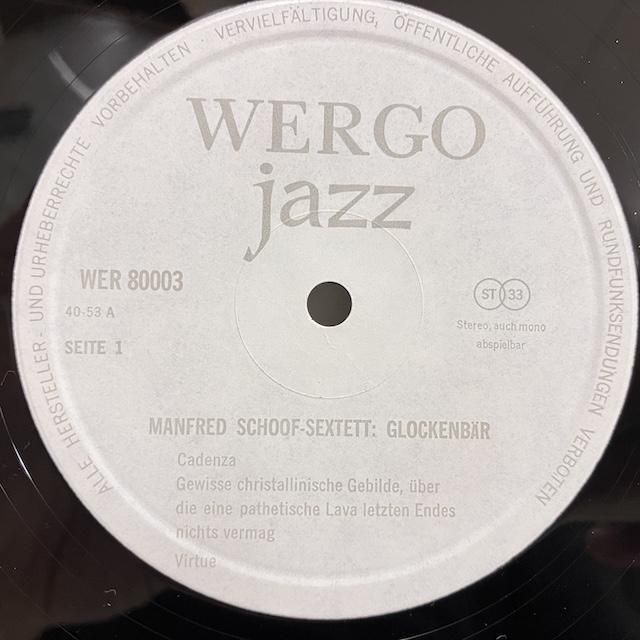 ALLE HERSTELLER- UND URHEBERRECHTE VORBEHALTEN · VERVIELFÄLTIGUNG, ÖFFENTLICHE AUFFÜHRUNG UND RUNDFUNKSENDUNGEN VERBOTEN
WERGO
jazz
WER 80003
ST 33
40-53 A
Stereo, auch mono
abspielbar
SEITE 1
MANFRED SCHOOF-SEXTETT: GLOCKENBÄR
Cadenza
Gewisse christallinische Gebilde, über
die eine pathetische Lava letzten Endes
nichts vermag
Virtue